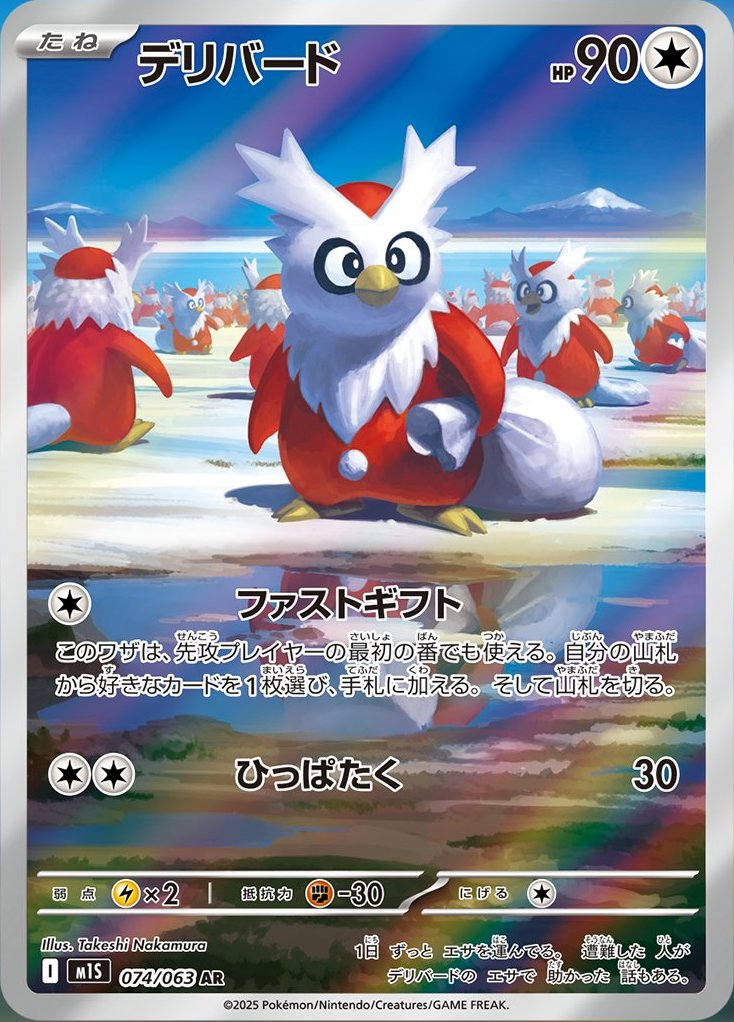 たね デリバード HP 90
ファストギフト
このワザは、先攻プレイヤーの最初の番でも使える。自分の山札
から好きなカードを1枚選び、手札に加える。そして山札を切る。
ひっぱたく 30
弱点 ×2 抵抗力 -30 にげる
Illus. Takeshi Nakamura
1日 ずっと エサを運んでる。遭難した 人が
デリバードの エサで 助かった 話もある。
I m1S 074/063 AR
©2025 Pokémon/Nintendo/Creatures/GAME FREAK.